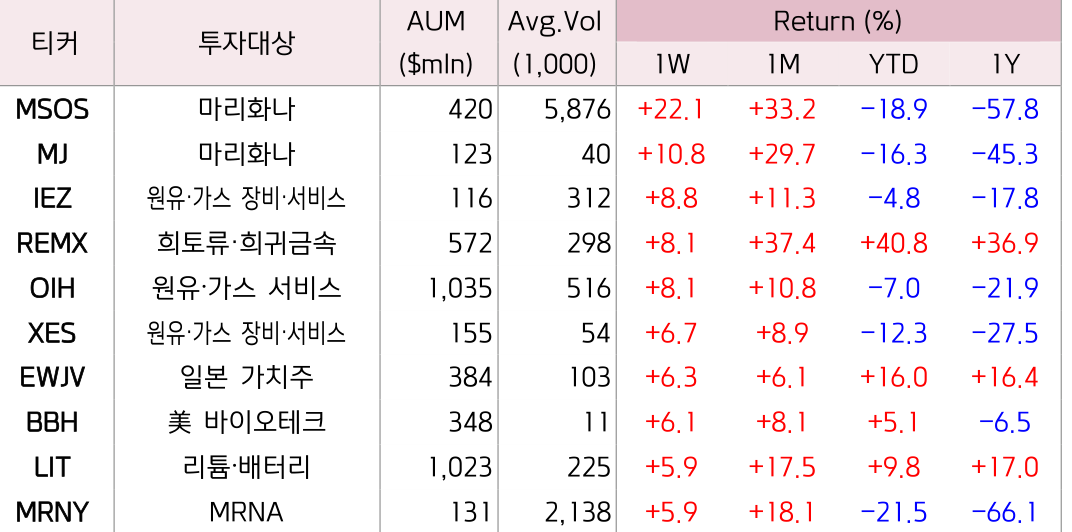 티커 투자대상 AUM ($mln) Avg.Vol (1,000) Return (%)
1W 1M YTD 1Y
MSOS 마리화나 420 5,876 +22.1 +33.2 -18.9 -57.8
MJ 마리화나 123 40 +10.8 +29.7 -16.3 -45.3
IEZ 원유·가스 장비·서비스 116 312 +8.8 +11.3 -4.8 -17.8
REMX 희토류·희귀금속 572 298 +8.1 +37.4 +40.8 +36.9
OIH 원유·가스 서비스 1,035 516 +8.1 +10.8 -7.0 -21.9
XES 원유·가스 장비·서비스 155 54 +6.7 +8.9 -12.3 -27.5
EWJV 일본 가치주 384 103 +6.3 +6.1 +16.0 +16.4
BBH 美 바이오테크 348 11 +6.1 +8.1 +5.1 -6.5
LIT 리튬·배터리 1,023 225 +5.9 +17.5 +9.8 +17.0
MRNY MRNA 131 2,138 +5.9 +18.1 -21.5 -66.1